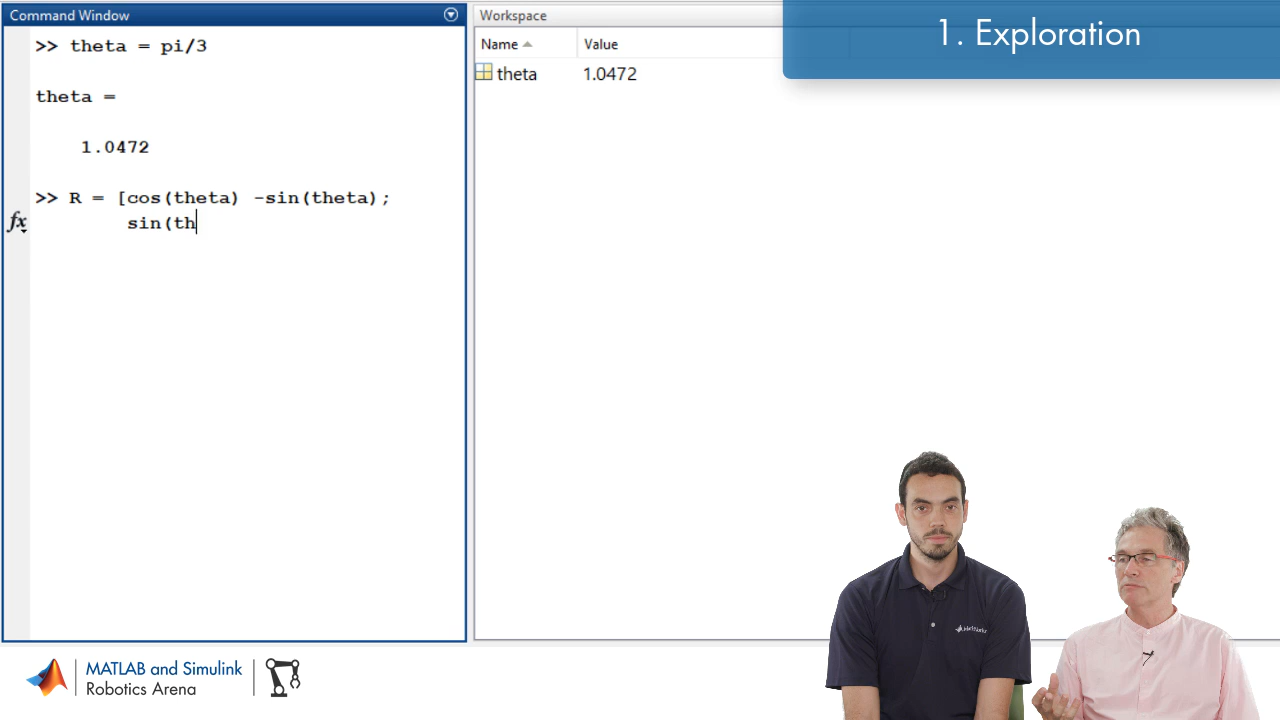 Command Window
>> theta = pi/3
theta =
1.0472
>> R = [cos(theta) -sin(theta);
fx
sin(th
Workspace
Name Value
theta 1.0472
1. Exploration
MathWorks
MATLAB and Simulink
Robotics Arena